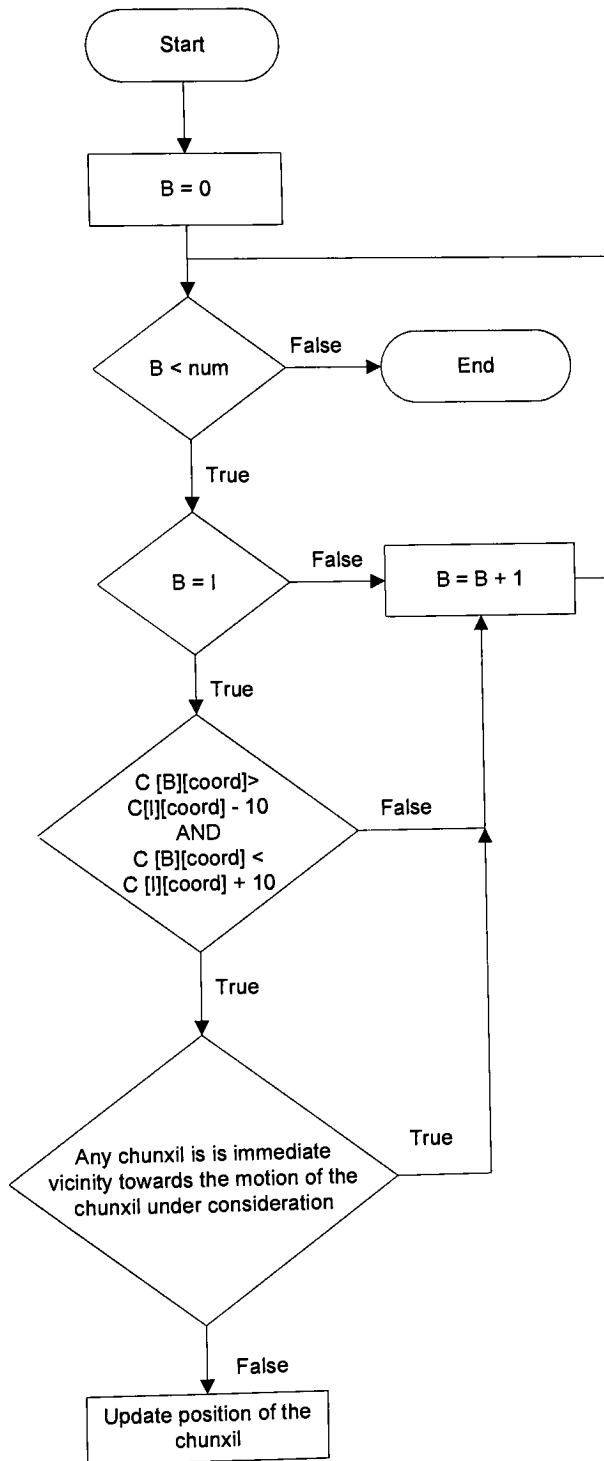 Start
B = 0
B < num
False
End
True
B = I
False
B = B + 1
True
C [B][coord]>
C[I][coord] - 10
AND
C [B][coord] <
C [I][coord] + 10
False
True
Any chunxil is is immediate
vicinity towards the motion of the
chunxil under consideration
True
False
Update position of the
chunxil